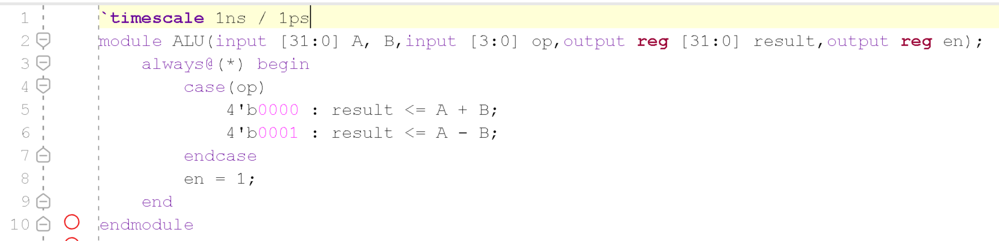 1 `timescale 1ns / 1ps
2 module ALU(input [31:0] A, B,input [3:0] op,output reg [31:0] result,output reg en);
3 always@(*) begin
4 case(op)
5 4'b0000 : result <= A + B;
6 4'b0001 : result <= A - B;
7 endcase
8 en = 1;
9 end
10 endmodule